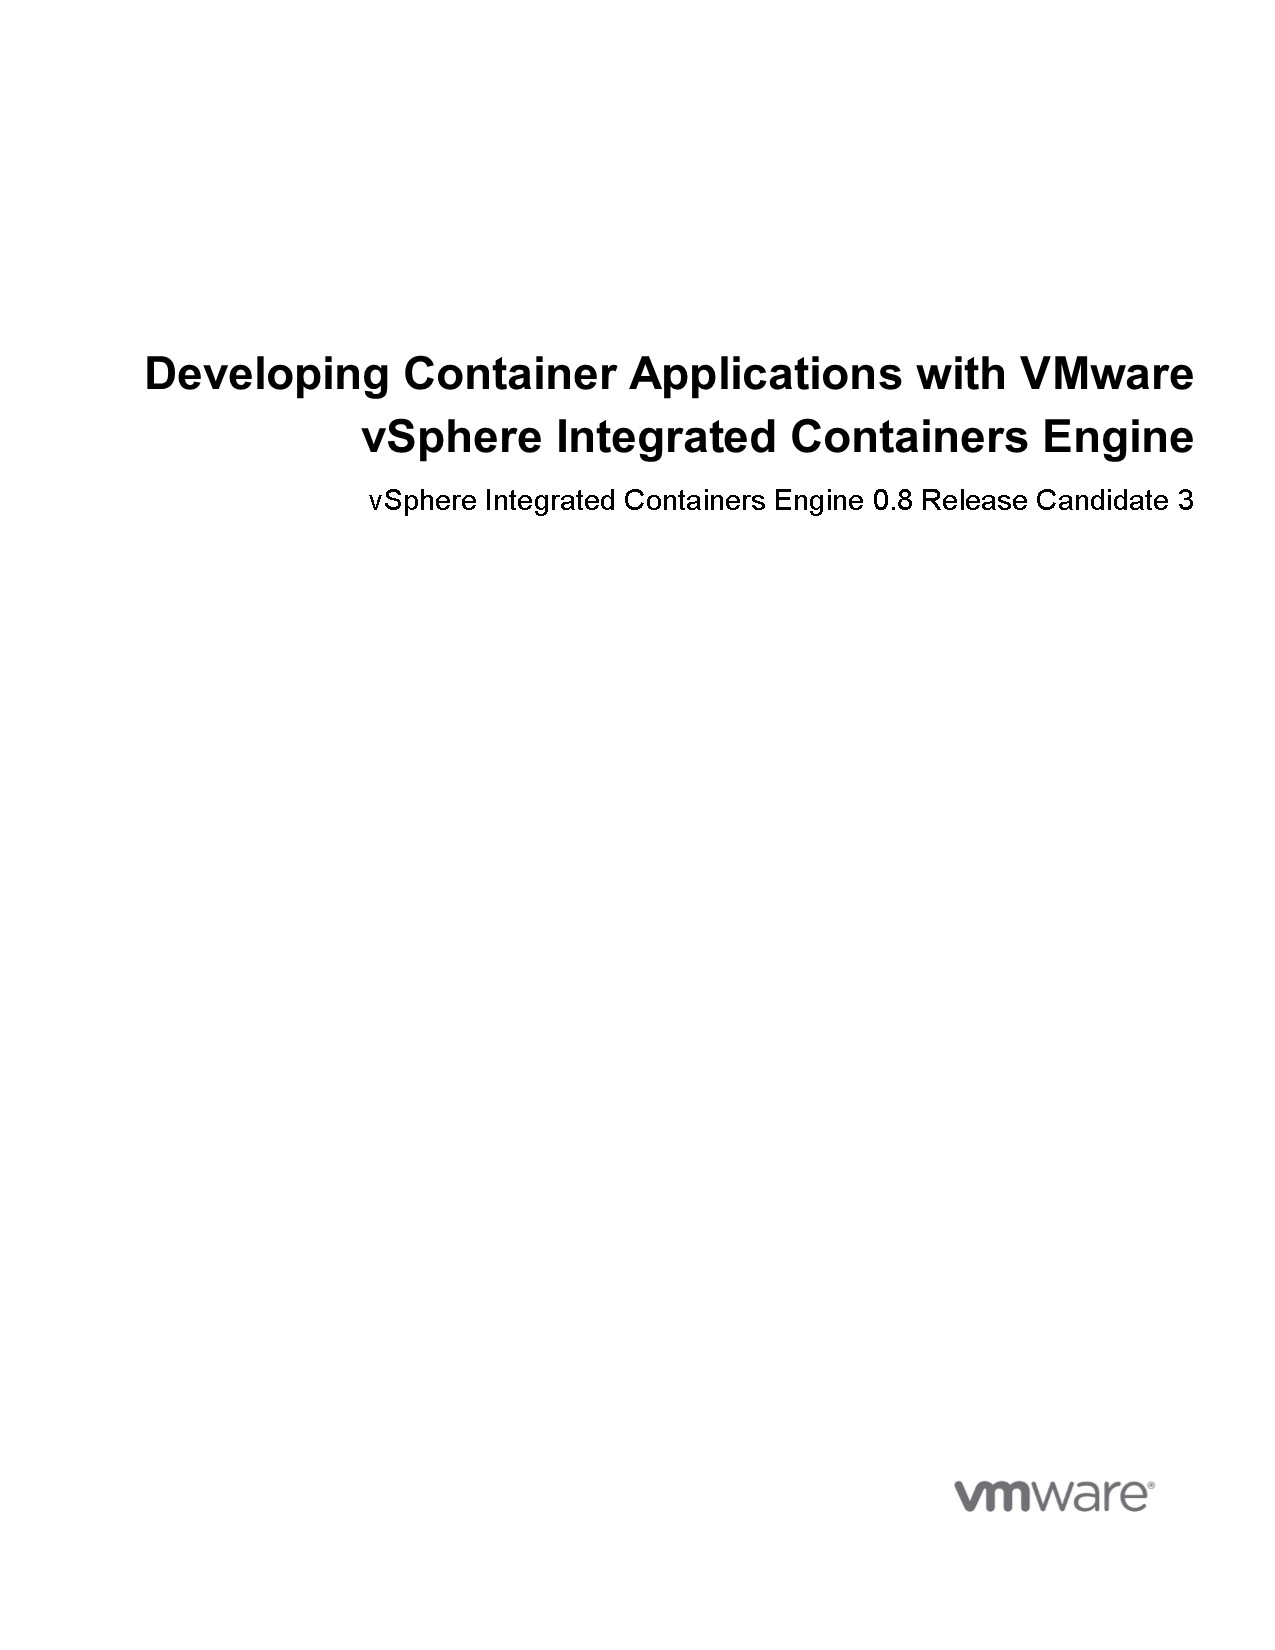 Developing Container Applications with VMware
vSphere Integrated Containers Engine
vSphere Integrated Containers Engine 0.8 Release Candidate 3
vmware®